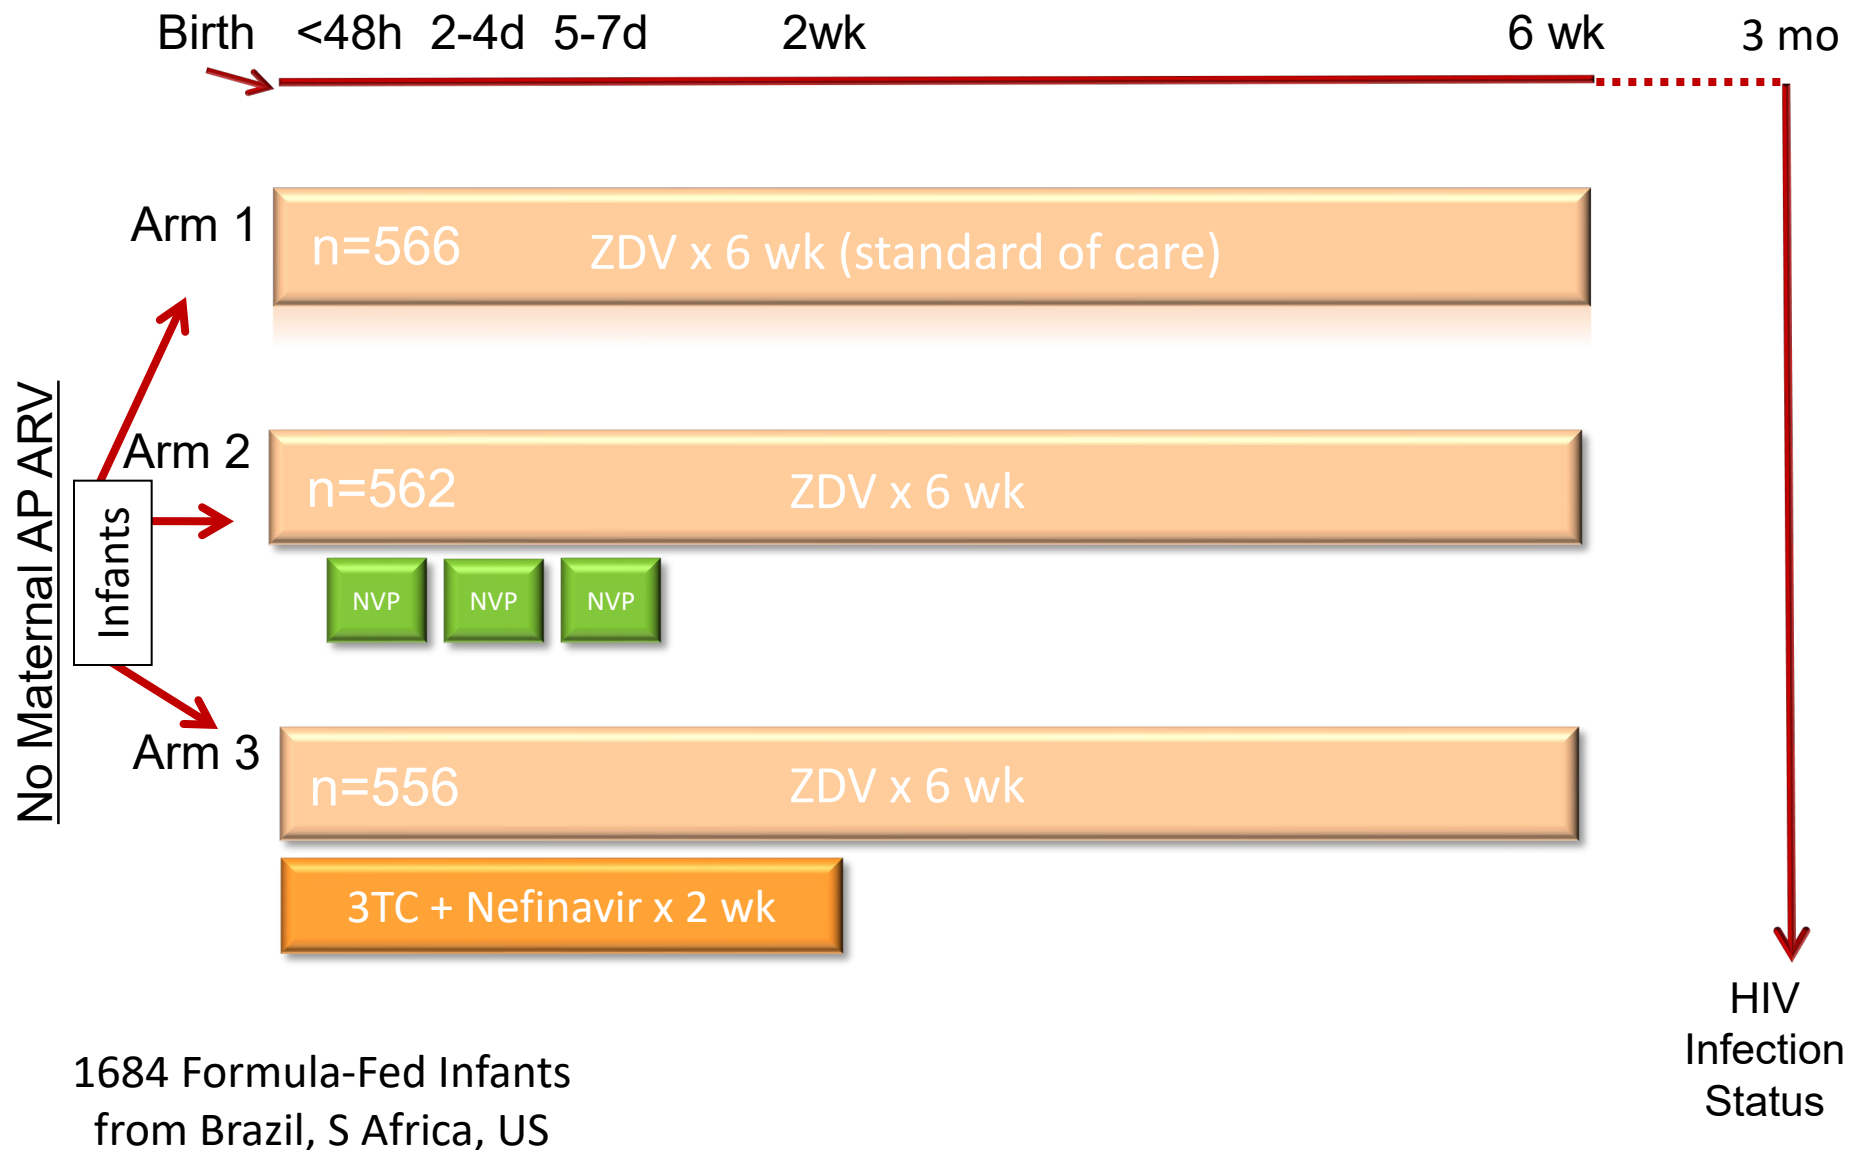 Birth <48h 2-4d 5-7d 2wk 6 wk 3 mo
Arm 1
n=566 ZDV x 6 wk (standard of care)
No Maternal AP ARV
Infants
Arm 2
n=562 ZDV x 6 wk
NVP NVP NVP
Arm 3
n=556 ZDV x 6 wk
3TC + Nefinavir x 2 wk
HIV
Infection
Status
1684 Formula-Fed Infants
from Brazil, S Africa, US